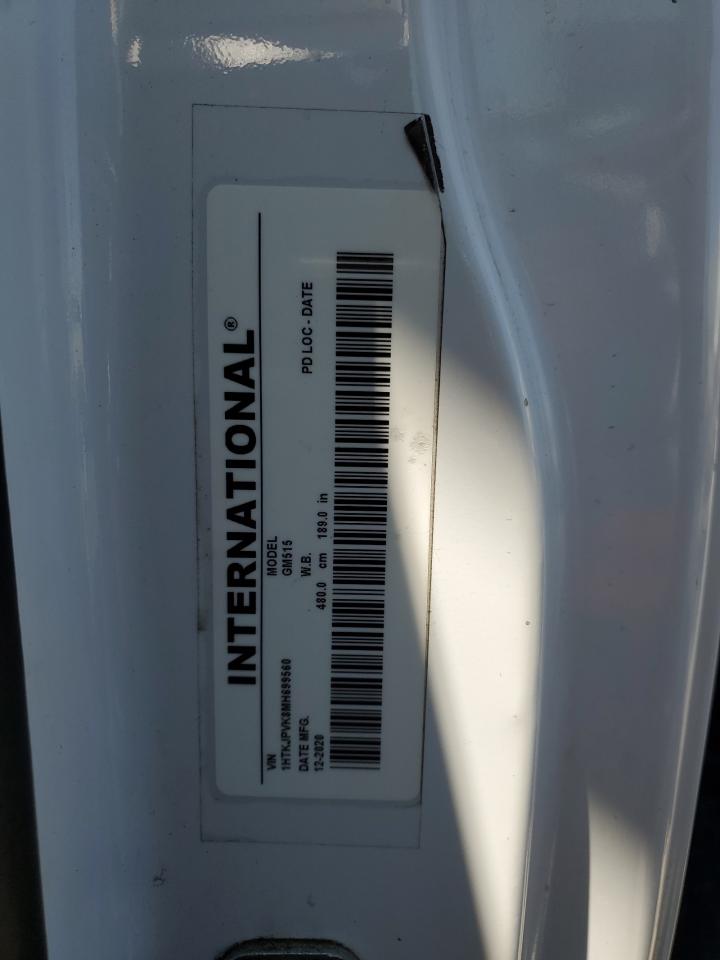 INTERNATIONAL®
VIN MODEL
1HTKJPVK8MH699560 GM515
DATE MFG. W.B. PD LOC - DATE
12-2020 480.0 cm 189.0 in